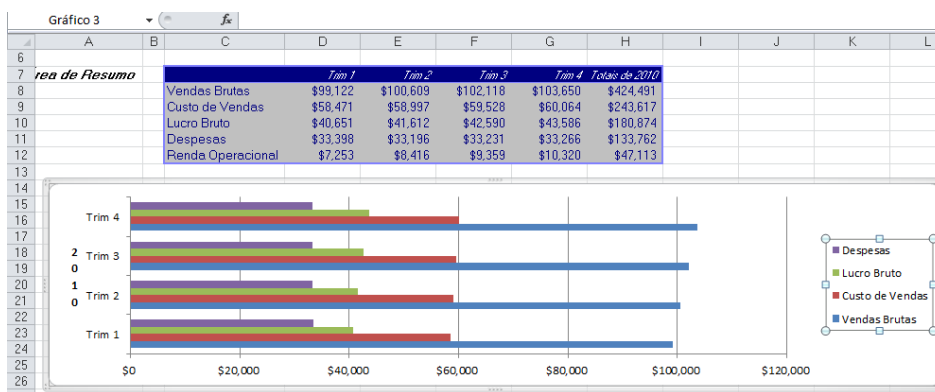 Gráfico 3 fx
A B C D E F G H I J K L
6
7 rea de Resumo Trim 1 Trim 2 Trim 3 Trim 4 Totais de 2010
8 Vendas Brutas $99,122 $100,609 $102,118 $103,650 $424,491
9 Custo de Vendas $58,471 $58,997 $59,528 $60,064 $243,617
10 Lucro Bruto $40,651 $41,612 $42,590 $43,586 $180,874
11 Despesas $33,398 $33,196 $33,231 $33,266 $133,762
12 Renda Operacional $7,253 $8,416 $9,359 $10,320 $47,113
13
14
15
16
17
18
19
20
21
22
23
24
25
26
2010
Trim 4
Trim 3
Trim 2
Trim 1
$0 $20,000 $40,000 $60,000 $80,000 $100,000 $120,000
Despesas
Lucro Bruto
Custo de Vendas
Vendas Brutas